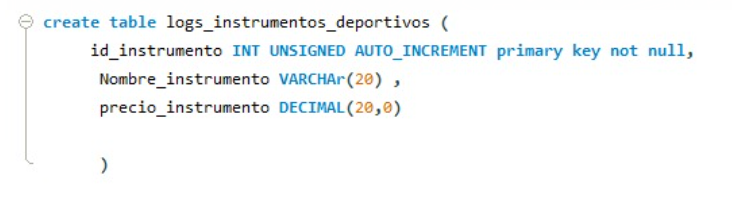 create table logs_instrumentos_deportivos (
id_instrumento INT UNSIGNED AUTO_INCREMENT primary key not null,
Nombre_instrumento VARCHAr(20) ,
precio_instrumento DECIMAL(20,0)
)